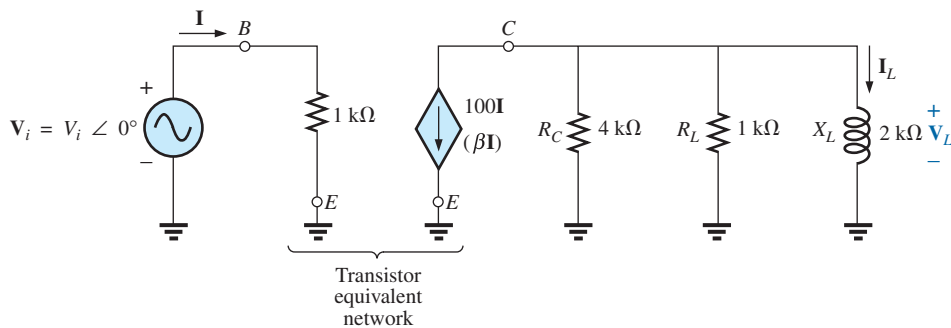 I
B
C
I_L
+
V_i = V_i ∠ 0°
−
1 kΩ
100I
(βI)
R_C
4 kΩ
R_L
1 kΩ
X_L
2 kΩ
+
V_L
−
E
E
Transistor
equivalent
network